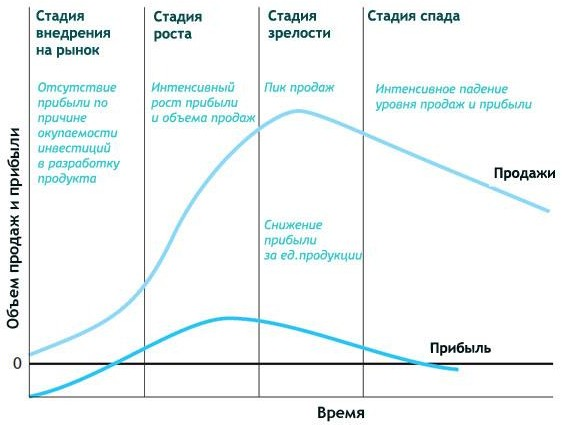 Стадия
внедрения
на рынок
Стадия
роста
Стадия
зрелости
Стадия спада
Отсутствие
прибыли по
причине
окупаемости
инвестиций
в разработку
продукта
Интенсивный
рост прибыли
и объема продаж
Пик продаж
Интенсивное падение
уровня продаж и прибыли
Снижение
прибыли
за ед.продукции
Продажи
Прибыль
Объем продаж и прибыли
0
Время